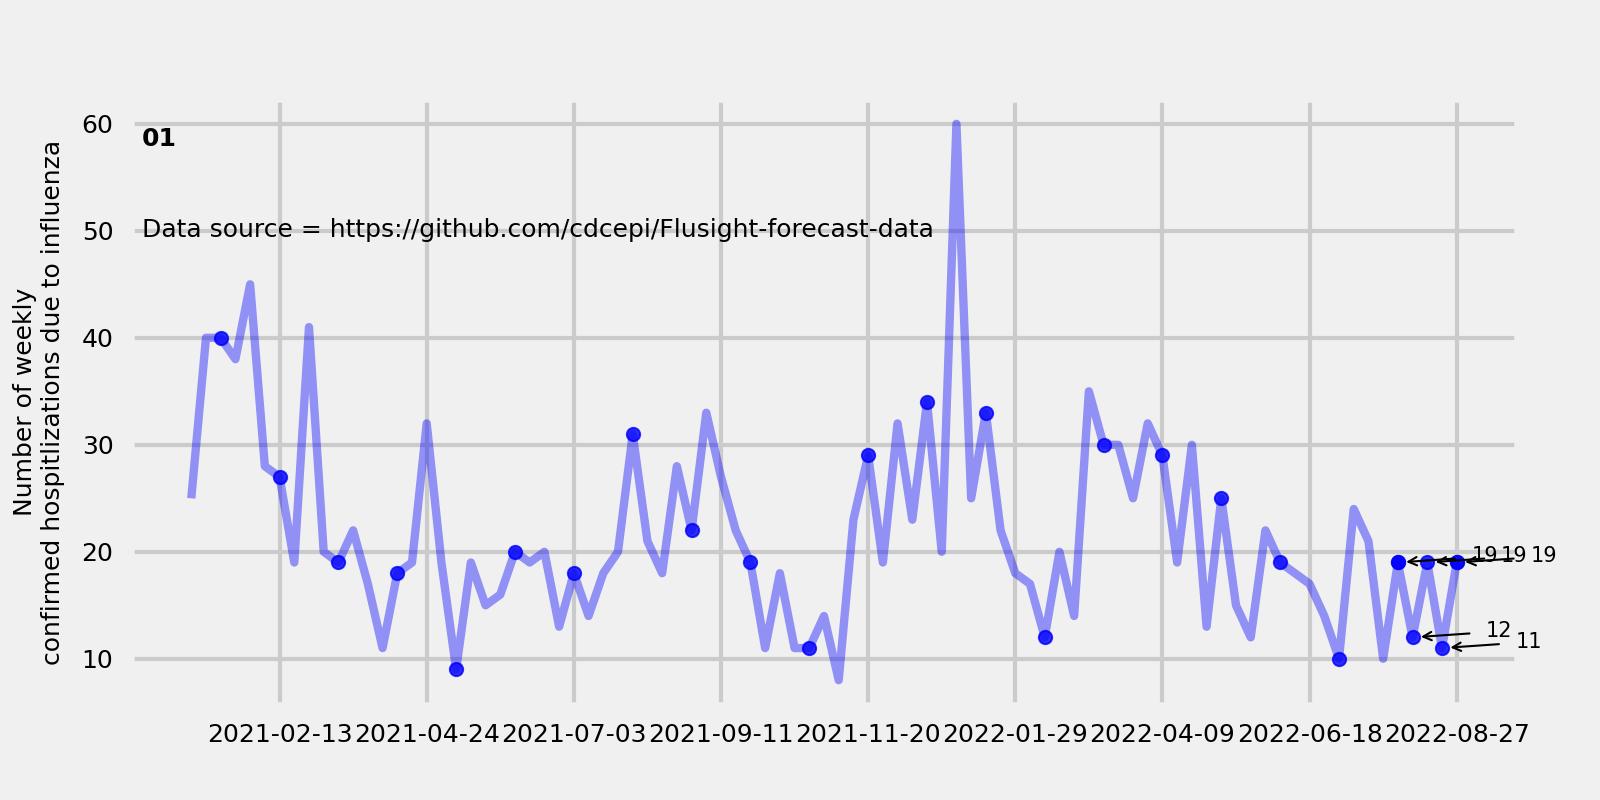 01
Data source = https://github.com/cdcepi/Flusight-forecast-data
Number of weekly
confirmed hospitlizations due to influenza
60
50
40
30
20
10
19 19 19
12
11
2021-02-13 2021-04-24 2021-07-03 2021-09-11 2021-11-20 2022-01-29 2022-04-09 2022-06-18 2022-08-27